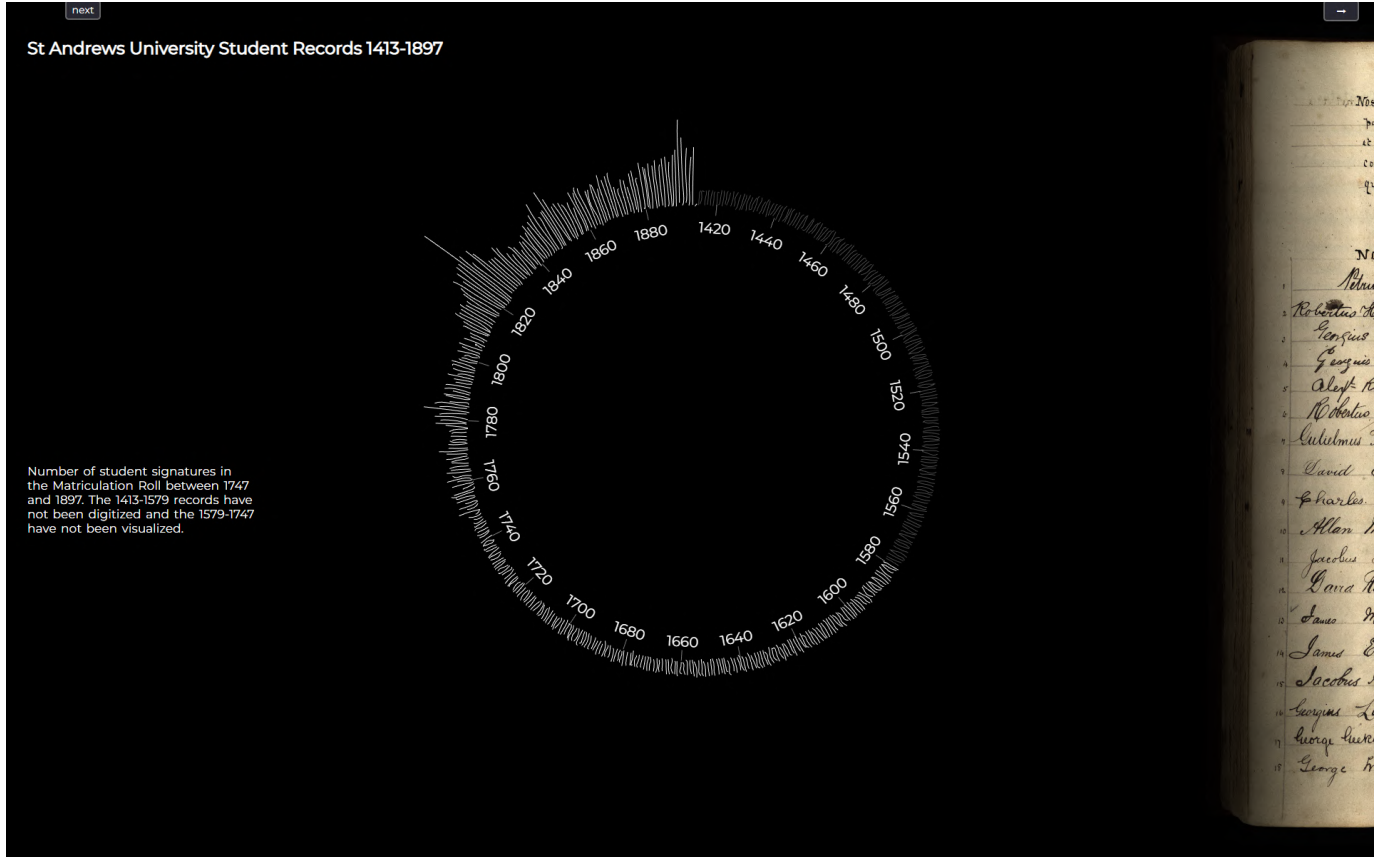 next
→
St Andrews University Student Records 1413-1897
1420
1440
1460
1480
1500
1520
1540
1560
1580
1600
1620
1640
1660
1680
1700
1720
1740
1760
1780
1800
1820
1840
1860
1880
Number of student signatures in
the Matriculation Roll between 1747
and 1897. The 1413-1579 records have
not been digitized and the 1579-1747
have not been visualized.
Robertus
Georgius
Robertus
Gulielmus
David
Charles
Allan
Jacobus
David
James
James
Jacobus
Georgius
George
George